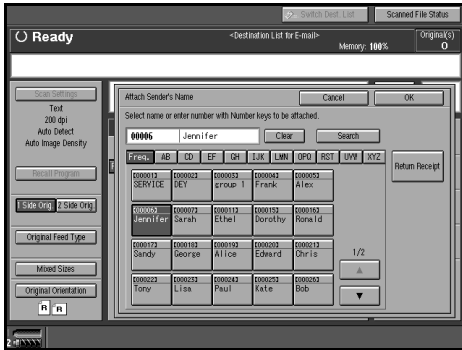 Switch Dest. List Scanned File Status
Ready
<Destination List for E-mail>
Memory: 100%
Original(s)
0
Scan Settings
Text
200 dpi
Auto Detect
Auto Image Density
Recall Program
1 Side Orig. 2 Side Orig.
Original Feed Type
Mixed Sizes
Original Orientation
R R
Attach Sender's Name
Cancel OK
Select name or enter number with Number keys to be attached.
00006 Jennifer Clear Search
Freq. AB CD EF GH IJK LMN OPQ RST UVW XYZ
Return Receipt
[00001] [00002] [00003] [00004] [00005]
SERVICE DEY group 1 Frank Alex
[00006] [00007] [00011] [00015] [00016]
Jennifer Sarah Ethel Dorothy Ronald
[00017] [00018] [00019] [00020] [00021]
Sandy George Alice Edward Chris
1/2
[00022] [00023] [00024] [00025] [00026]
Tony Lisa Paul Kate Bob
2